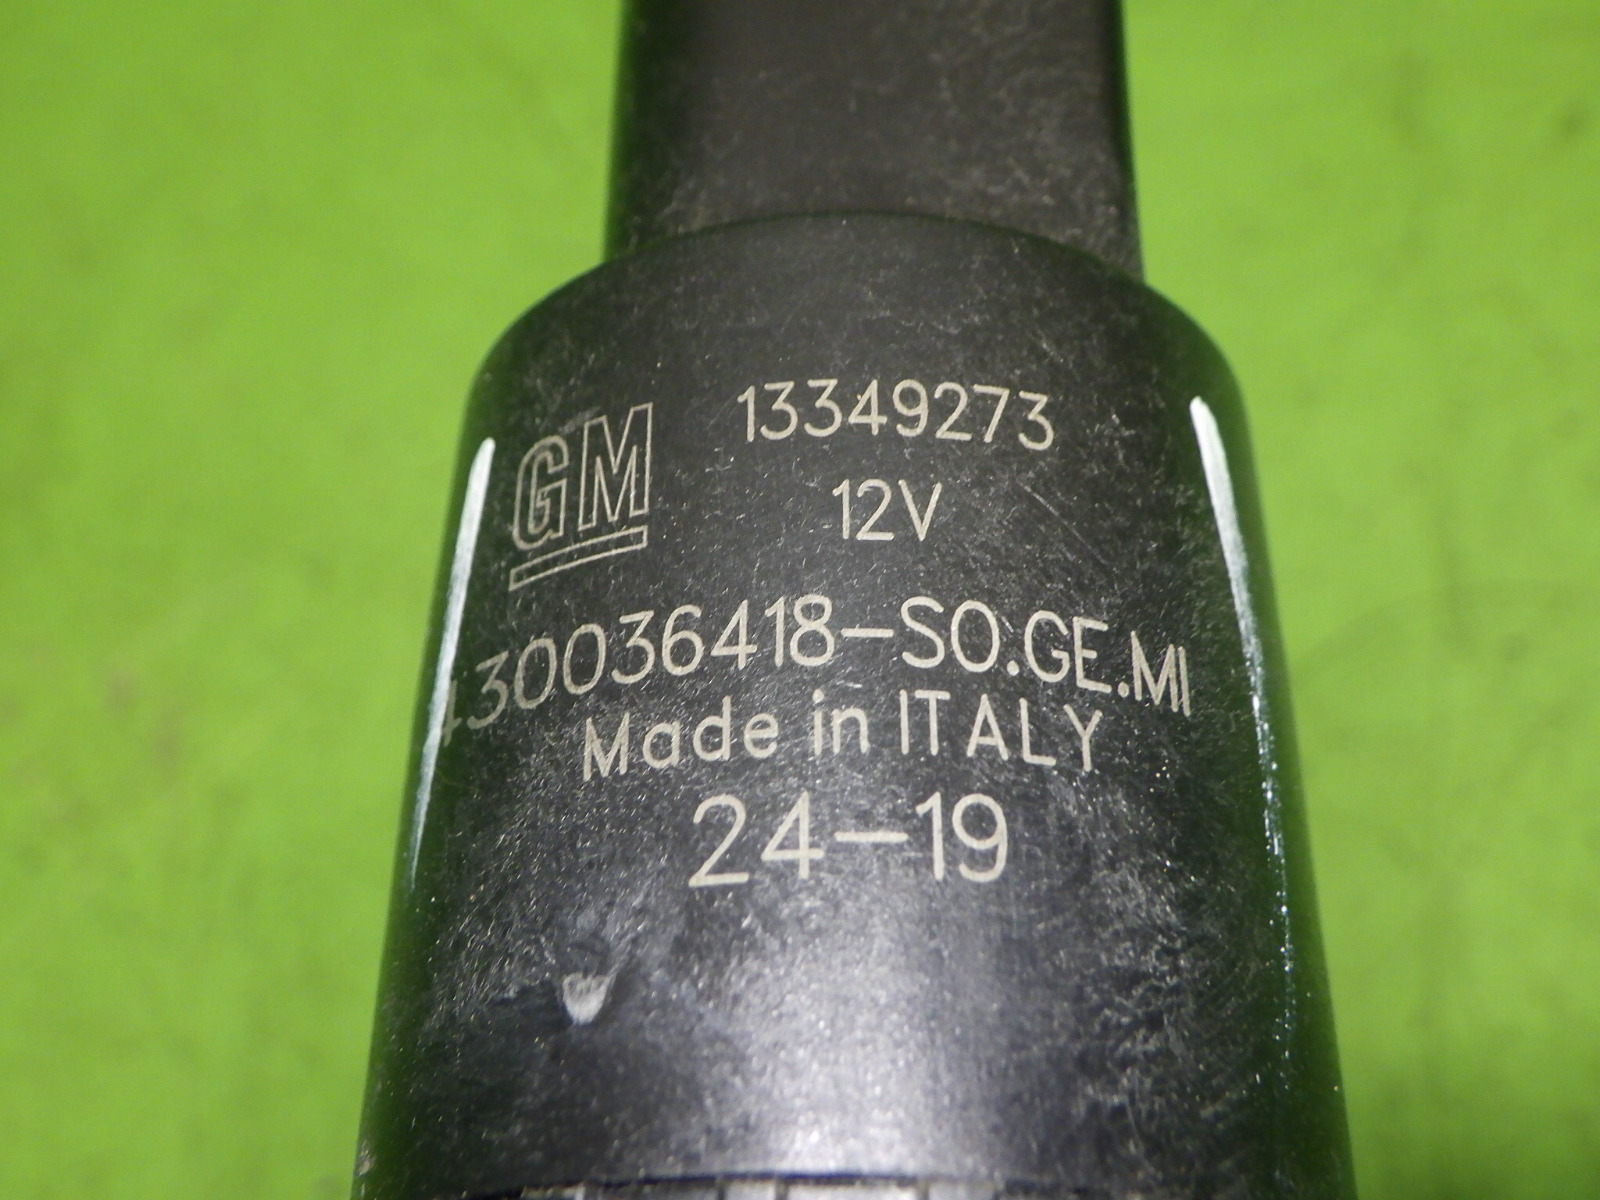 GM
13349273
12V
430036418-SO.GE.MI
Made in ITALY
24-19